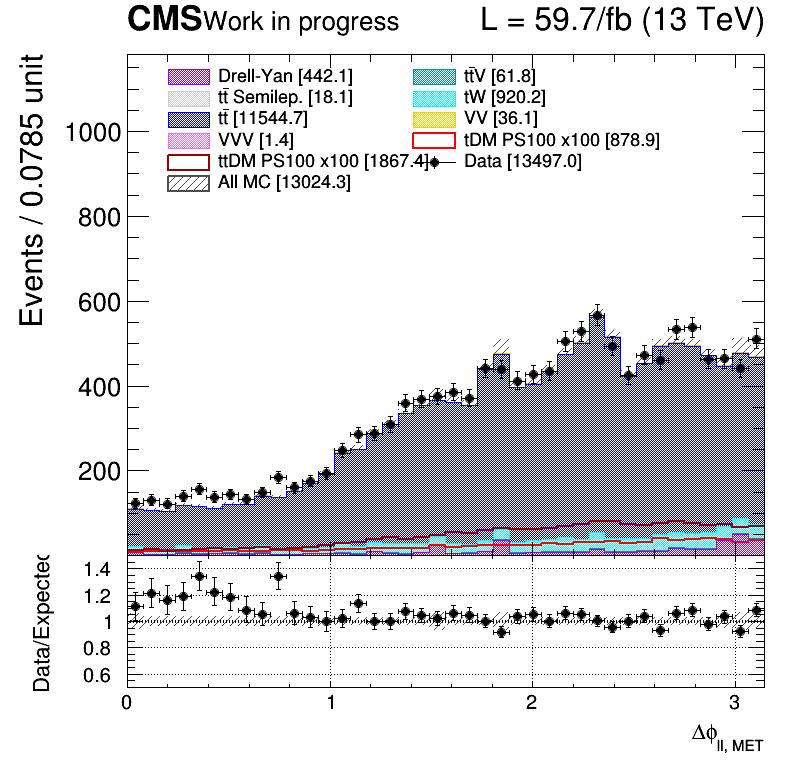 CMS Work in progress L = 59.7/fb (13 TeV)
Drell-Yan [442.1] tt̄V [61.8]
tt̄ Semilep. [18.1] tW [920.2]
tt̄ [11544.7] VV [36.1]
VVV [1.4] tDM PS100 x100 [878.9]
ttDM PS100 x100 [1867.4] Data [13497.0]
All MC [13024.3]
Events / 0.0785 unit
1000
800
600
400
200
Data/Expected
1.4
1.2
1
0.8
0.6
0 1 2 3
Δϕll, MET